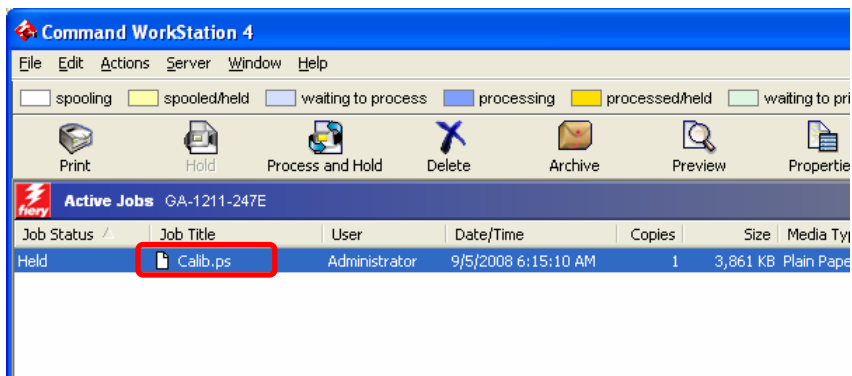 Command WorkStation 4
File Edit Actions Server Window Help
spooling spooled/held waiting to process processing processed/held waiting to pri
Print Hold Process and Hold Delete Archive Preview Propertie
fiery Active Jobs GA-1211-247E
Job Status Job Title User Date/Time Copies Size Media Ty
Held Calib.ps Administrator 9/5/2008 6:15:10 AM 1 3,861 KB Plain Pape